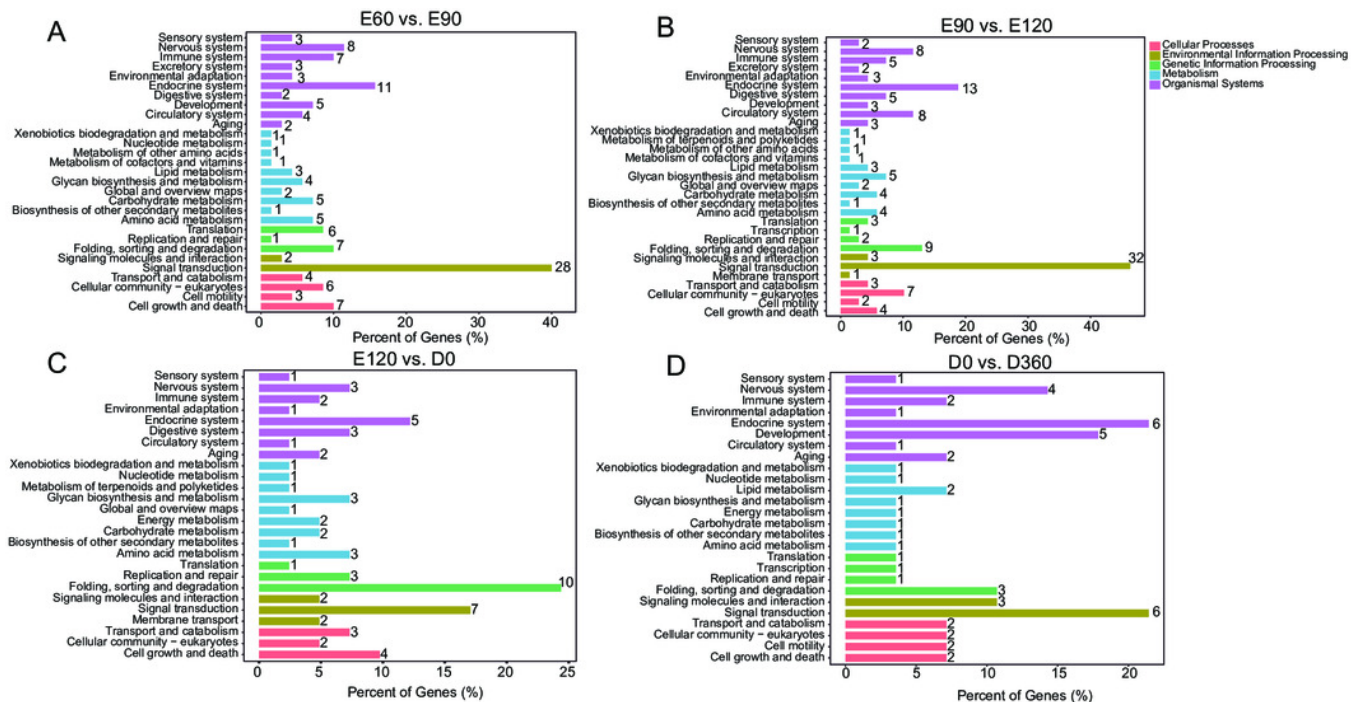 A
E60 vs. E90
Sensory system 3
Nervous system 8
Immune system 7
Excretory system 3
Environmental adaptation 3
Endocrine system 11
Digestive system 2
Development 5
Circulatory system 4
Aging 2
Xenobiotics biodegradation and metabolism 1
Nucleotide metabolism 1
Metabolism of other amino acids 1
Metabolism of cofactors and vitamins 1
Lipid metabolism 3
Glycan biosynthesis and metabolism 4
Global and overview maps 2
Carbohydrate metabolism 5
Biosynthesis of other secondary metabolites 1
Amino acid metabolism 5
Translation 6
Replication and repair 1
Folding, sorting and degradation 7
Signaling molecules and interaction 2
Signal transduction 28
Transport and catabolism 4
Cellular community − eukaryotes 6
Cell motility 3
Cell growth and death 7
0 10 20 30 40
Percent of Genes (%)
B
E90 vs. E120
Sensory system 2
Nervous system 8
Immune system 5
Excretory system 2
Environmental adaptation 3
Endocrine system 13
Digestive system 5
Development 3
Circulatory system 8
Aging 3
Xenobiotics biodegradation and metabolism 1
Metabolism of terpenoids and polyketides 1
Metabolism of other amino acids 1
Metabolism of cofactors and vitamins 1
Lipid metabolism 3
Glycan biosynthesis and metabolism 5
Global and overview maps 2
Carbohydrate metabolism 4
Biosynthesis of other secondary metabolites 1
Amino acid metabolism 4
Translation 3
Transcription 1
Replication and repair 2
Folding, sorting and degradation 9
Signaling molecules and interaction 3
Signal transduction 32
Membrane transport 1
Transport and catabolism 3
Cellular community − eukaryotes 7
Cell motility 2
Cell growth and death 4
0 10 20 30 40
Percent of Genes (%)
Cellular Processes
Environmental Information Processing
Genetic Information Processing
Metabolism
Organismal Systems
C
E120 vs. D0
Sensory system 1
Nervous system 3
Immune system 2
Environmental adaptation 1
Endocrine system 5
Digestive system 3
Circulatory system 1
Aging 2
Xenobiotics biodegradation and metabolism 1
Nucleotide metabolism 1
Metabolism of terpenoids and polyketides 1
Glycan biosynthesis and metabolism 3
Global and overview maps 1
Energy metabolism 2
Carbohydrate metabolism 2
Biosynthesis of other secondary metabolites 1
Amino acid metabolism 3
Translation 1
Replication and repair 3
Folding, sorting and degradation 10
Signaling molecules and interaction 2
Signal transduction 7
Membrane transport 2
Transport and catabolism 3
Cellular community − eukaryotes 2
Cell growth and death 4
0 5 10 15 20 25
Percent of Genes (%)
D
D0 vs. D360
Sensory system 1
Nervous system 4
Immune system 2
Environmental adaptation 1
Endocrine system 6
Development 5
Circulatory system 1
Aging 2
Xenobiotics biodegradation and metabolism 1
Nucleotide metabolism 1
Lipid metabolism 2
Glycan biosynthesis and metabolism 1
Energy metabolism 1
Carbohydrate metabolism 1
Biosynthesis of other secondary metabolites 1
Amino acid metabolism 1
Translation 1
Transcription 1
Replication and repair 1
Folding, sorting and degradation 3
Signaling molecules and interaction 3
Signal transduction 6
Transport and catabolism 2
Cellular community − eukaryotes 2
Cell motility 2
Cell growth and death 2
0 5 10 15 20
Percent of Genes (%)